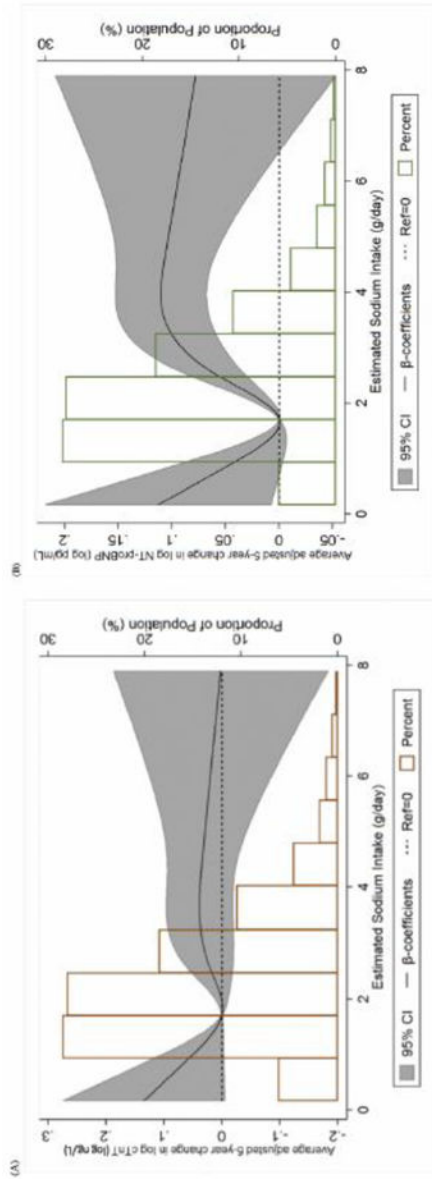 (A)
Average adjusted 5-year change in log cTnT (log ng/L)
.3
.2
.1
0
-.1
-.2
Proportion of Population (%)
30
20
10
0
0 2 4 6 8
Estimated Sodium Intake (g/day)
95% CI β-coefficients Ref=0 Percent
(B)
Average adjusted 5-year change in log NT-proBNP (log pg/mL)
.2
.15
.1
.05
0
-.05
Proportion of Population (%)
30
20
10
0
0 2 4 6 8
Estimated Sodium Intake (g/day)
95% CI β-coefficients Ref=0 Percent